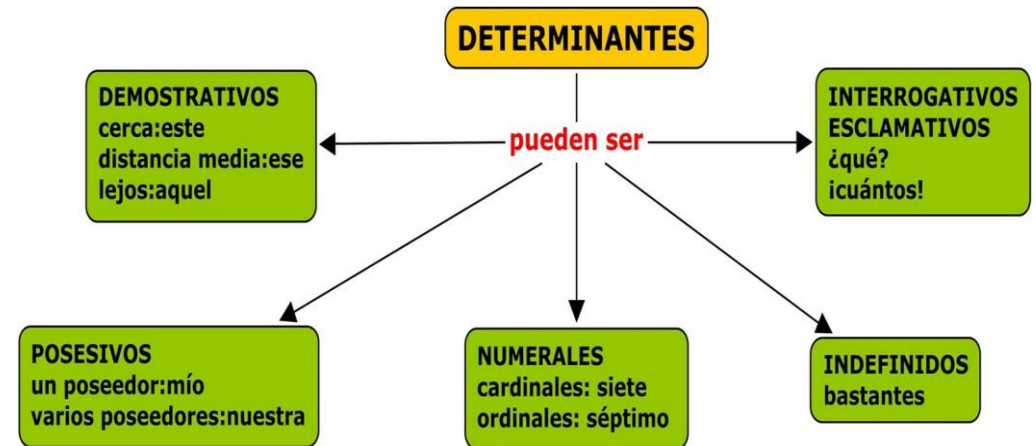 DETERMINANTES
DEMOSTRATIVOS
cerca:este
distancia media:ese
lejos:aquel
pueden ser
INTERROGATIVOS
ESCLAMATIVOS
¿qué?
¡cuántos!
POSESIVOS
un poseedor:mío
varios poseedores:nuestra
NUMERALES
cardinales: siete
ordinales: séptimo
INDEFINIDOS
bastantes